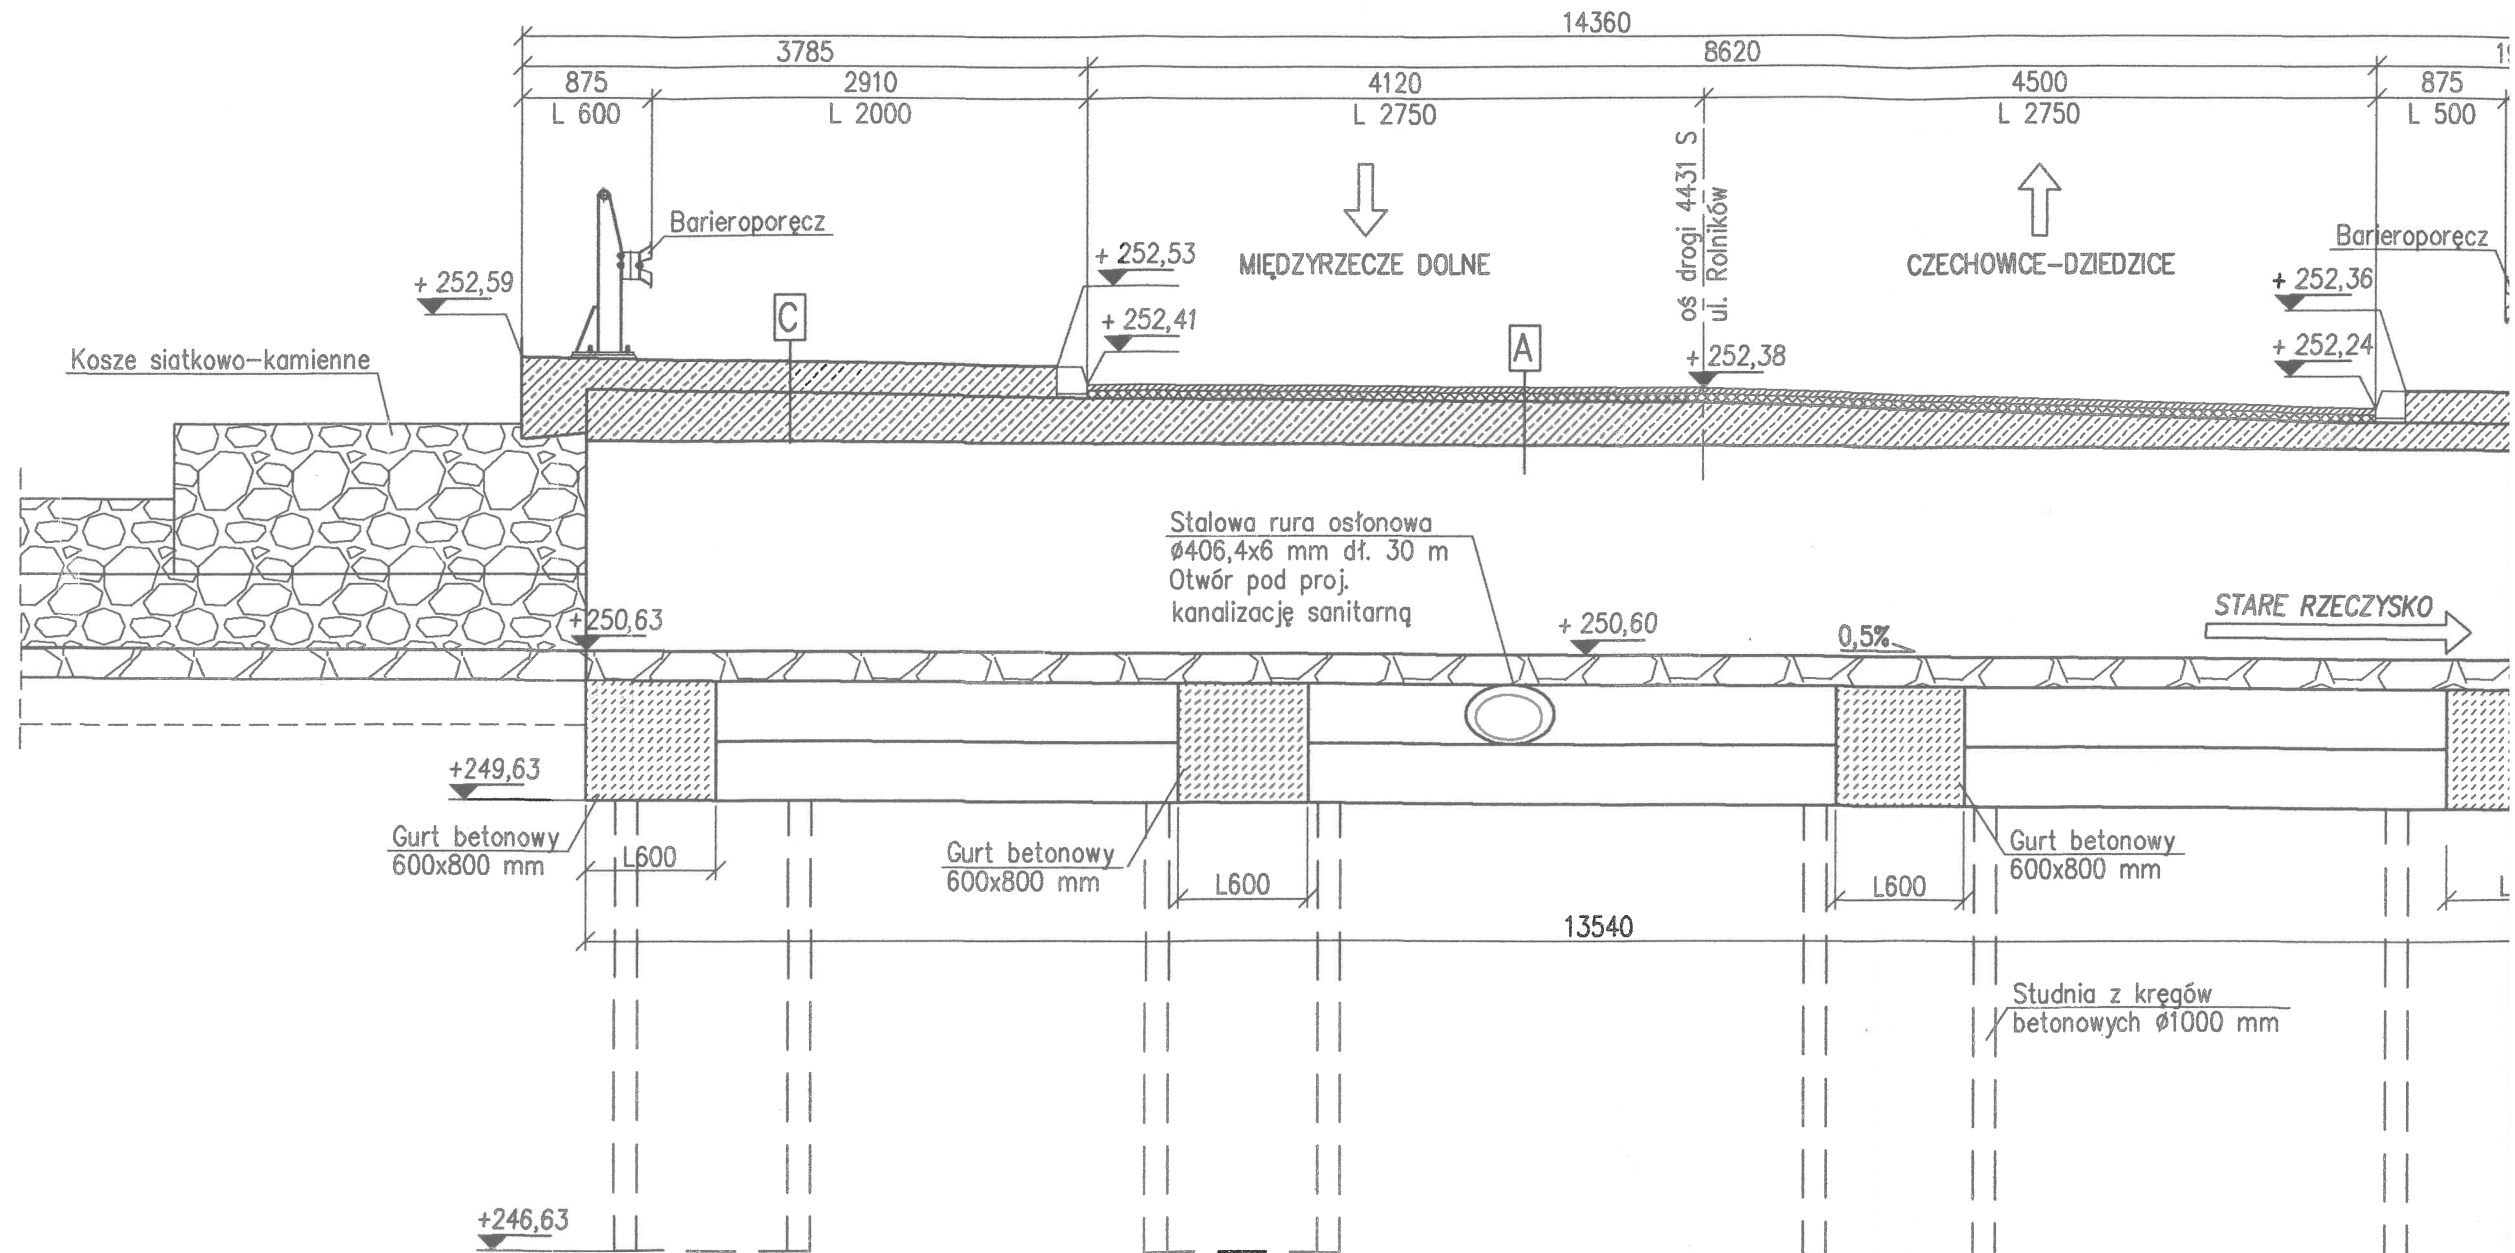 14360
3785
8620
875
2910
4120
4500
875
L 600
L 2000
L 2750
L 2750
L 500
oś drogi 4431 S
ul. Rolników
Barieroporęcz
+ 252,59
+ 252,53
+ 252,41
MIĘDZYRZECZE DOLNE
CZECHOWICE-DZIEDZICE
Barieroporęcz
+ 252,36
+ 252,24
C
A
+ 252,38
Kosze siatkowo-kamienne
Stalowa rura osłonowa
ø406,4x6 mm dł. 30 m
Otwór pod proj.
kanalizację sanitarną
+250,63
+ 250,60
0,5%
STARE RZECZYSKO
+249,63
Gurt betonowy
600x800 mm
L600
Gurt betonowy
600x800 mm
L600
Gurt betonowy
600x800 mm
L600
L
13540
Studnia z kręgów
betonowych ø1000 mm
+246,63